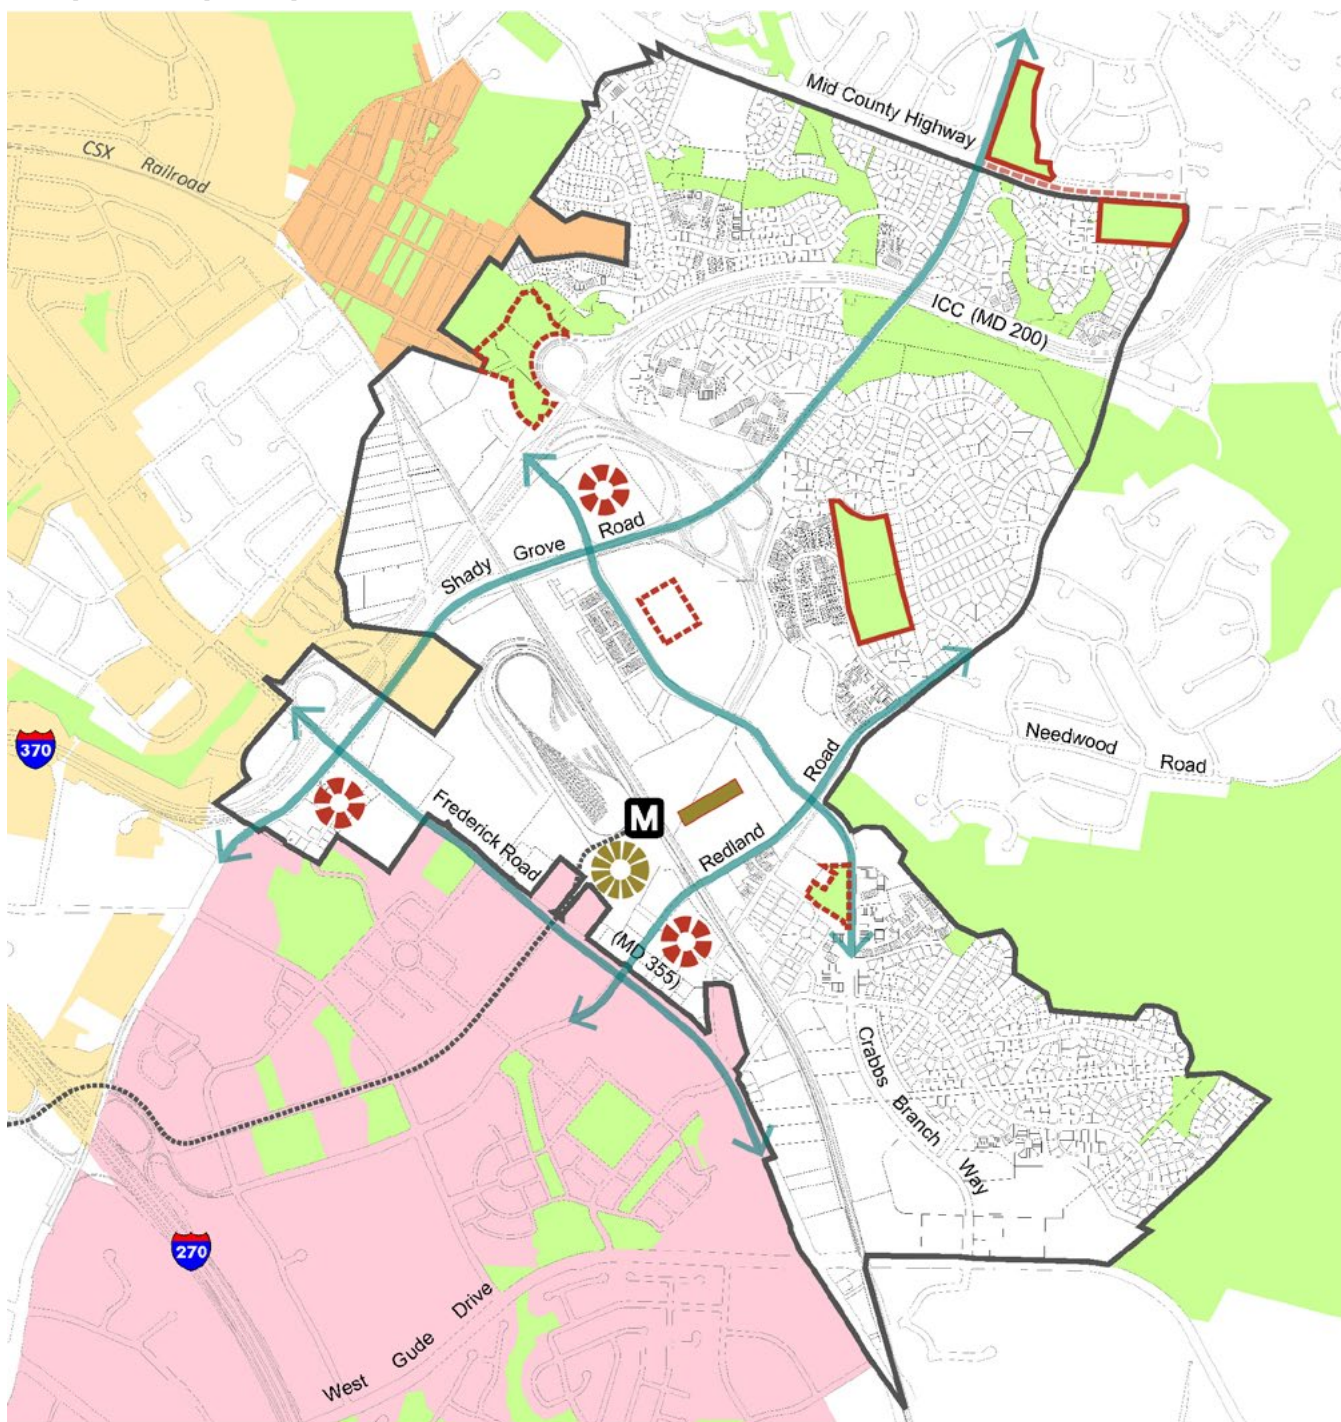 Mid County Highway
CSX Railroad
ICC (MD 200)
Shady Grove Road
370
Needwood Road
Frederick Road
M
Redland Road
(MD 355)
Crabbs Branch Way
270
West Gude Drive